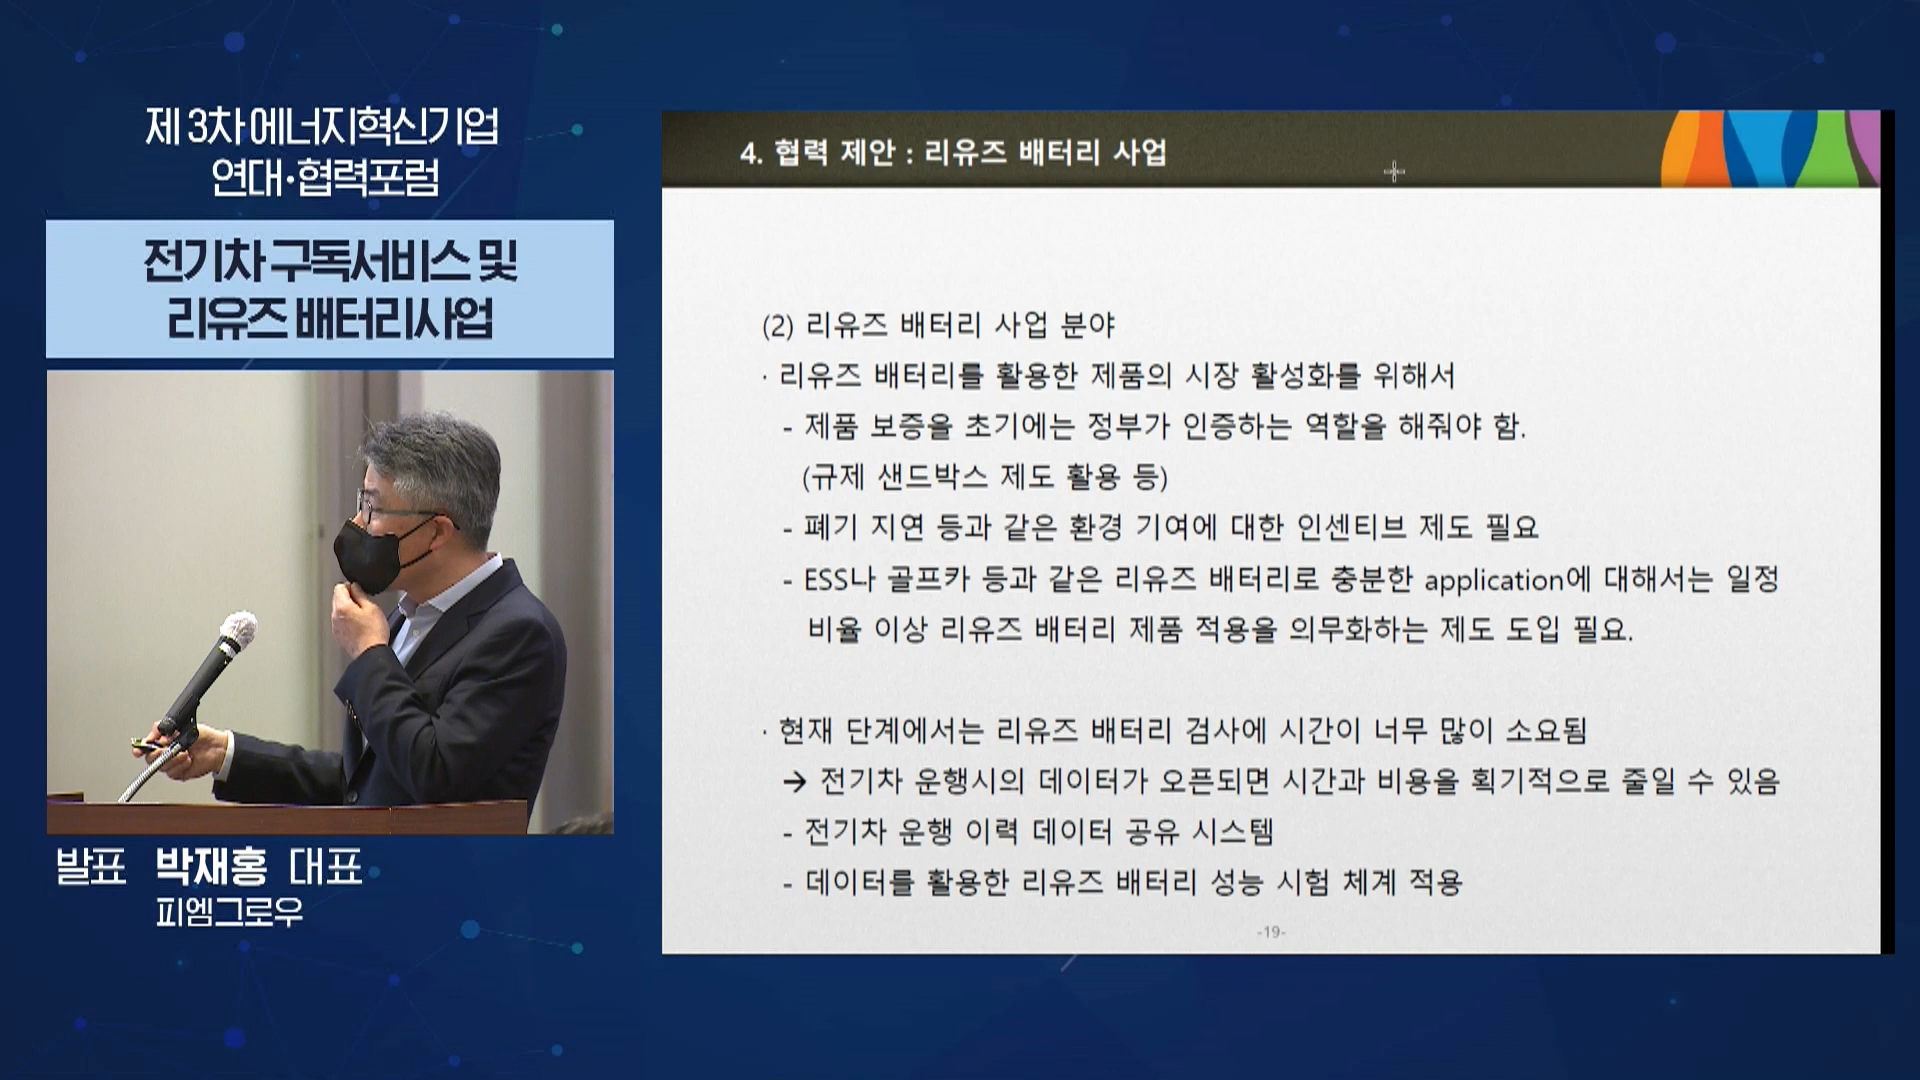 제 3차 에너지혁신기업
연대·협력포럼
전기차 구독서비스 및
리유즈 배터리사업
발표 박재홍 대표
피엠그로우
4. 협력 제안 : 리유즈 배터리 사업
(2) 리유즈 배터리 사업 분야
· 리유즈 배터리를 활용한 제품의 시장 활성화를 위해서
- 제품 보증을 초기에는 정부가 인증하는 역할을 해줘야 함.
(규제 샌드박스 제도 활용 등)
- 폐기 지연 등과 같은 환경 기여에 대한 인센티브 제도 필요
- ESS나 골프카 등과 같은 리유즈 배터리로 충분한 application에 대해서는 일정
비율 이상 리유즈 배터리 제품 적용을 의무화하는 제도 도입 필요.
· 현재 단계에서는 리유즈 배터리 검사에 시간이 너무 많이 소요됨
→ 전기차 운행시의 데이터가 오픈되면 시간과 비용을 획기적으로 줄일 수 있음
- 전기차 운행 이력 데이터 공유 시스템
- 데이터를 활용한 리유즈 배터리 성능 시험 체계 적용
-19-